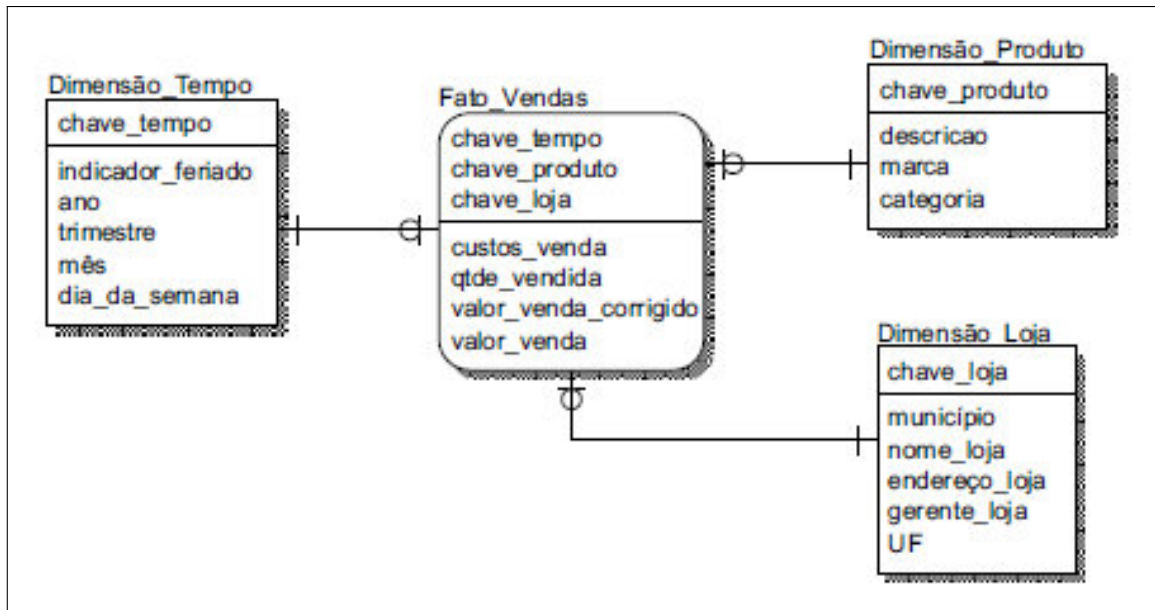 Dimensão_Tempo
chave_tempo
indicador_feriado
ano
trimestre
mês
dia_da_semana
Fato_Vendas
chave_tempo
chave_produto
chave_loja
custos_venda
qtde_vendida
valor_venda_corrigido
valor_venda
Dimensão_Produto
chave_produto
descricao
marca
categoria
Dimensão_Loja
chave_loja
município
nome_loja
endereço_loja
gerente_loja
UF